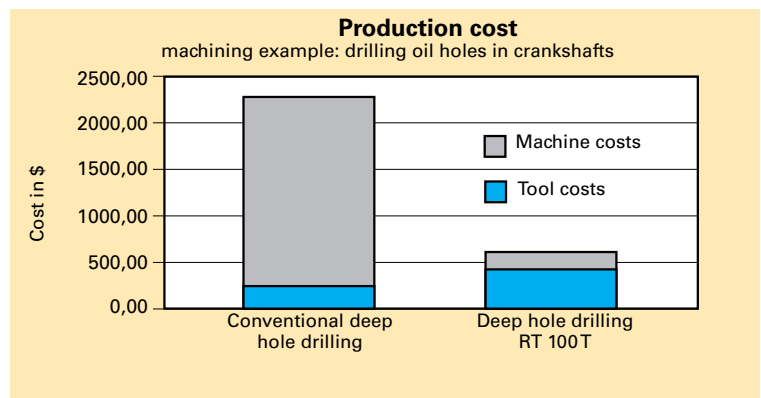 Production cost
machining example: drilling oil holes in crankshafts
Cost in $
2500,00
2000,00
1500,00
1000,00
500,00
0,00
Machine costs
Tool costs
Conventional deep
hole drilling
Deep hole drilling
RT 100 T